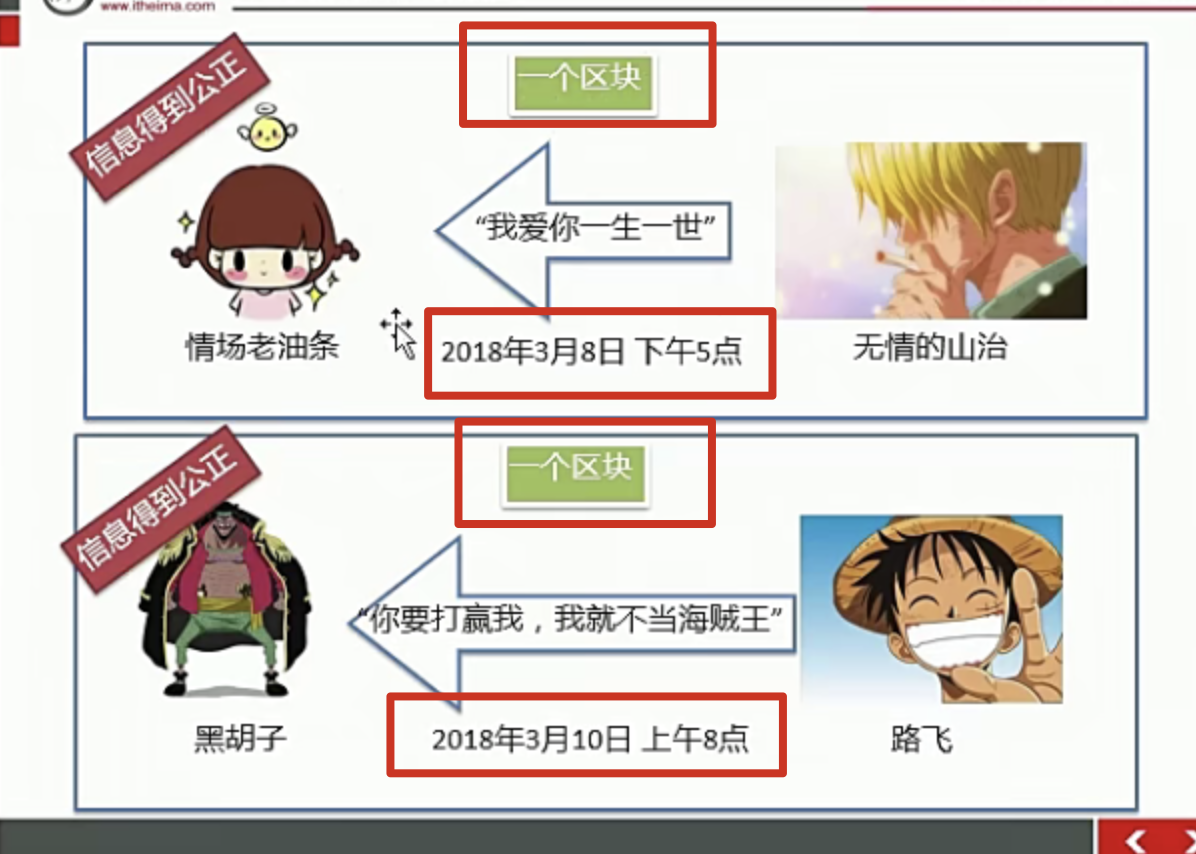 www.itheima.com
一个区块
信息得到公正
“我爱你一生一世”
情场老油条
2018年3月8日 下午5点
无情的山治
一个区块
信息得到公正
“你要打赢我，我就不当海贼王”
黑胡子
2018年3月10日 上午8点
路飞